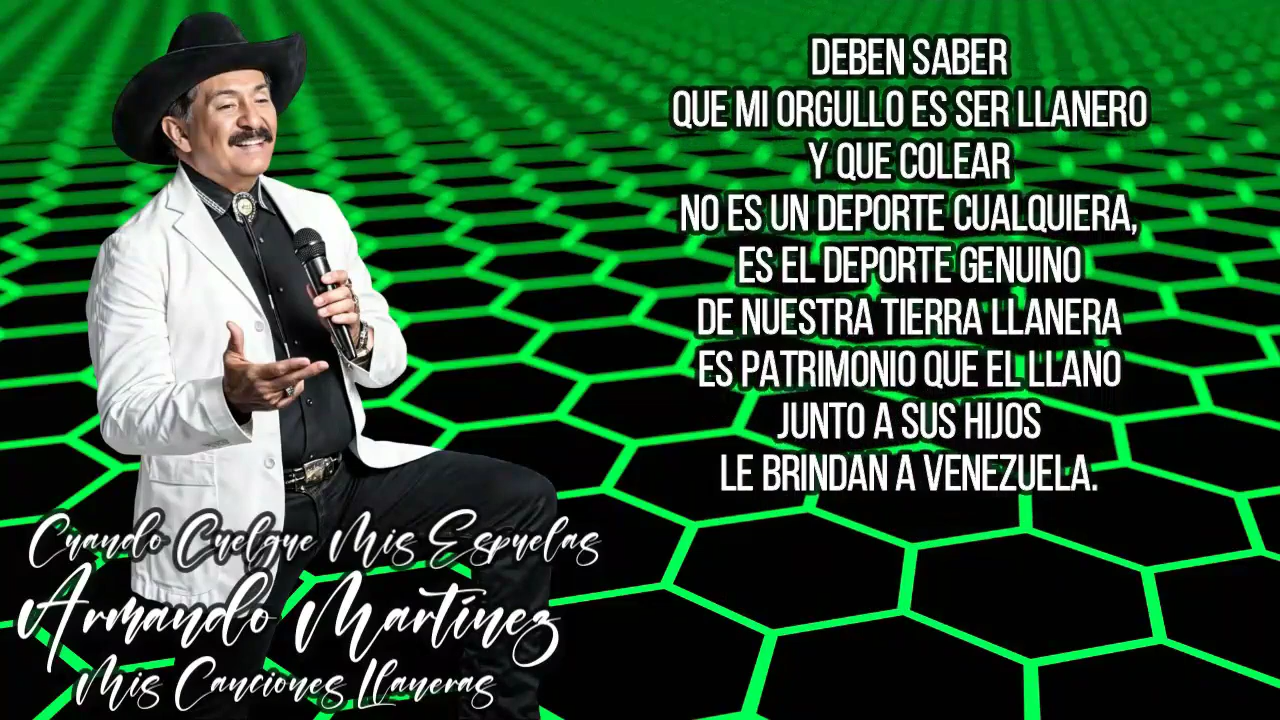 DEBEN SABER
QUE MI ORGULLO ES SER LLANERO
Y QUE COLEAR
NO ES UN DEPORTE CUALQUIERA,
ES EL DEPORTE GENUINO
DE NUESTRA TIERRA LLANERA
ES PATRIMONIO QUE EL LLANO
JUNTO A SUS HIJOS
LE BRINDAN A VENEZUELA.
Cuando Cuelgue Mis Espuelas
Armando Martínez
Mis Canciones Llaneras